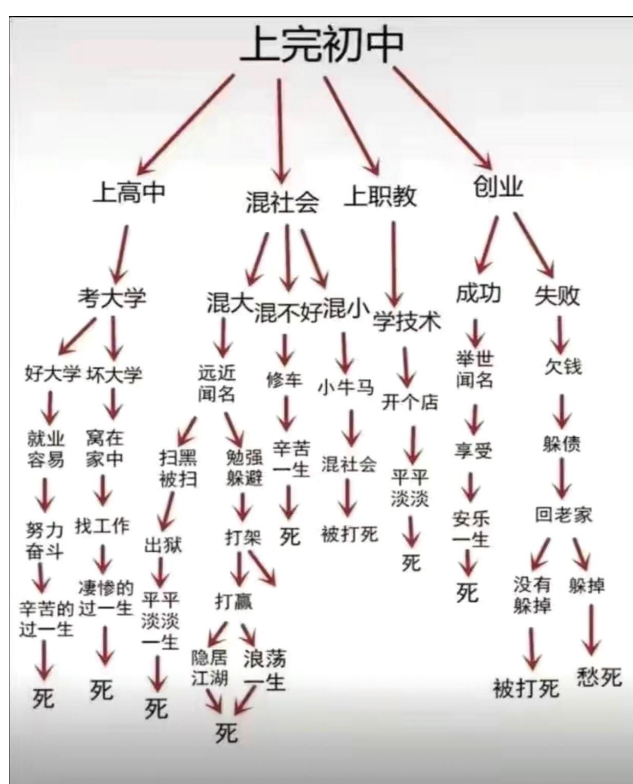 上完初中
上高中
混社会
上职教
创业
考大学
混大
混不好
混小
学技术
成功
失败
好大学
坏大学
远近
闻名
修车
小牛马
开个店
举世
闻名
欠钱
就业
容易
窝在
家中
扫黑
被扫
勉强
躲避
辛苦
一生
混社会
平平
淡淡
享受
躲债
努力
奋斗
找工作
出狱
打架
死
被打死
死
安乐
一生
回老家
辛苦的
过一生
凄惨的
过一生
平平
淡淡
一生
打赢
死
没有
躲掉
躲掉
隐居
江湖
浪荡
一生
死
死
死
死
被打死
愁死